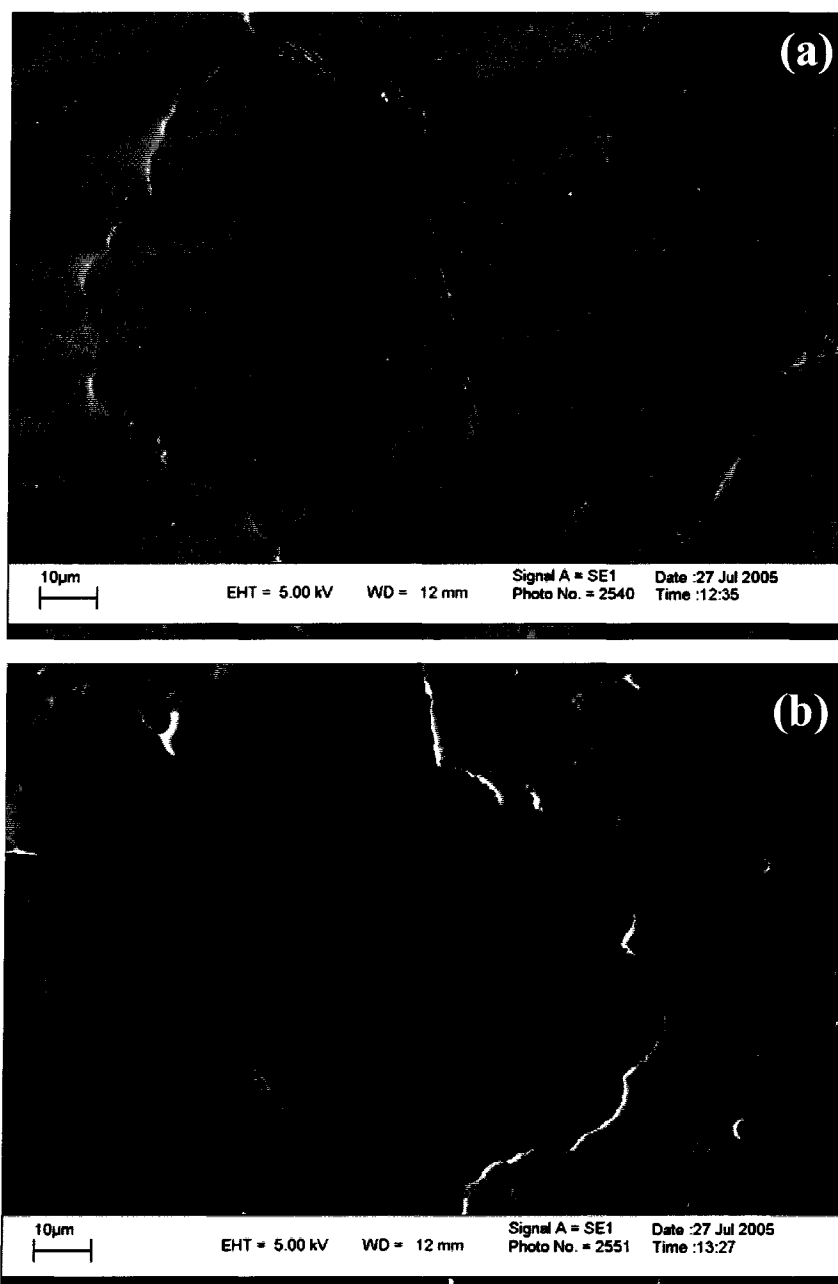 (a)
10µm
EHT = 5.00 kV WD = 12 mm
Signal A = SE1 Date :27 Jul 2005
Photo No. = 2540 Time :12:35
(b)
10µm
EHT = 5.00 kV WD = 12 mm
Signal A = SE1 Date :27 Jul 2005
Photo No. = 2551 Time :13:27